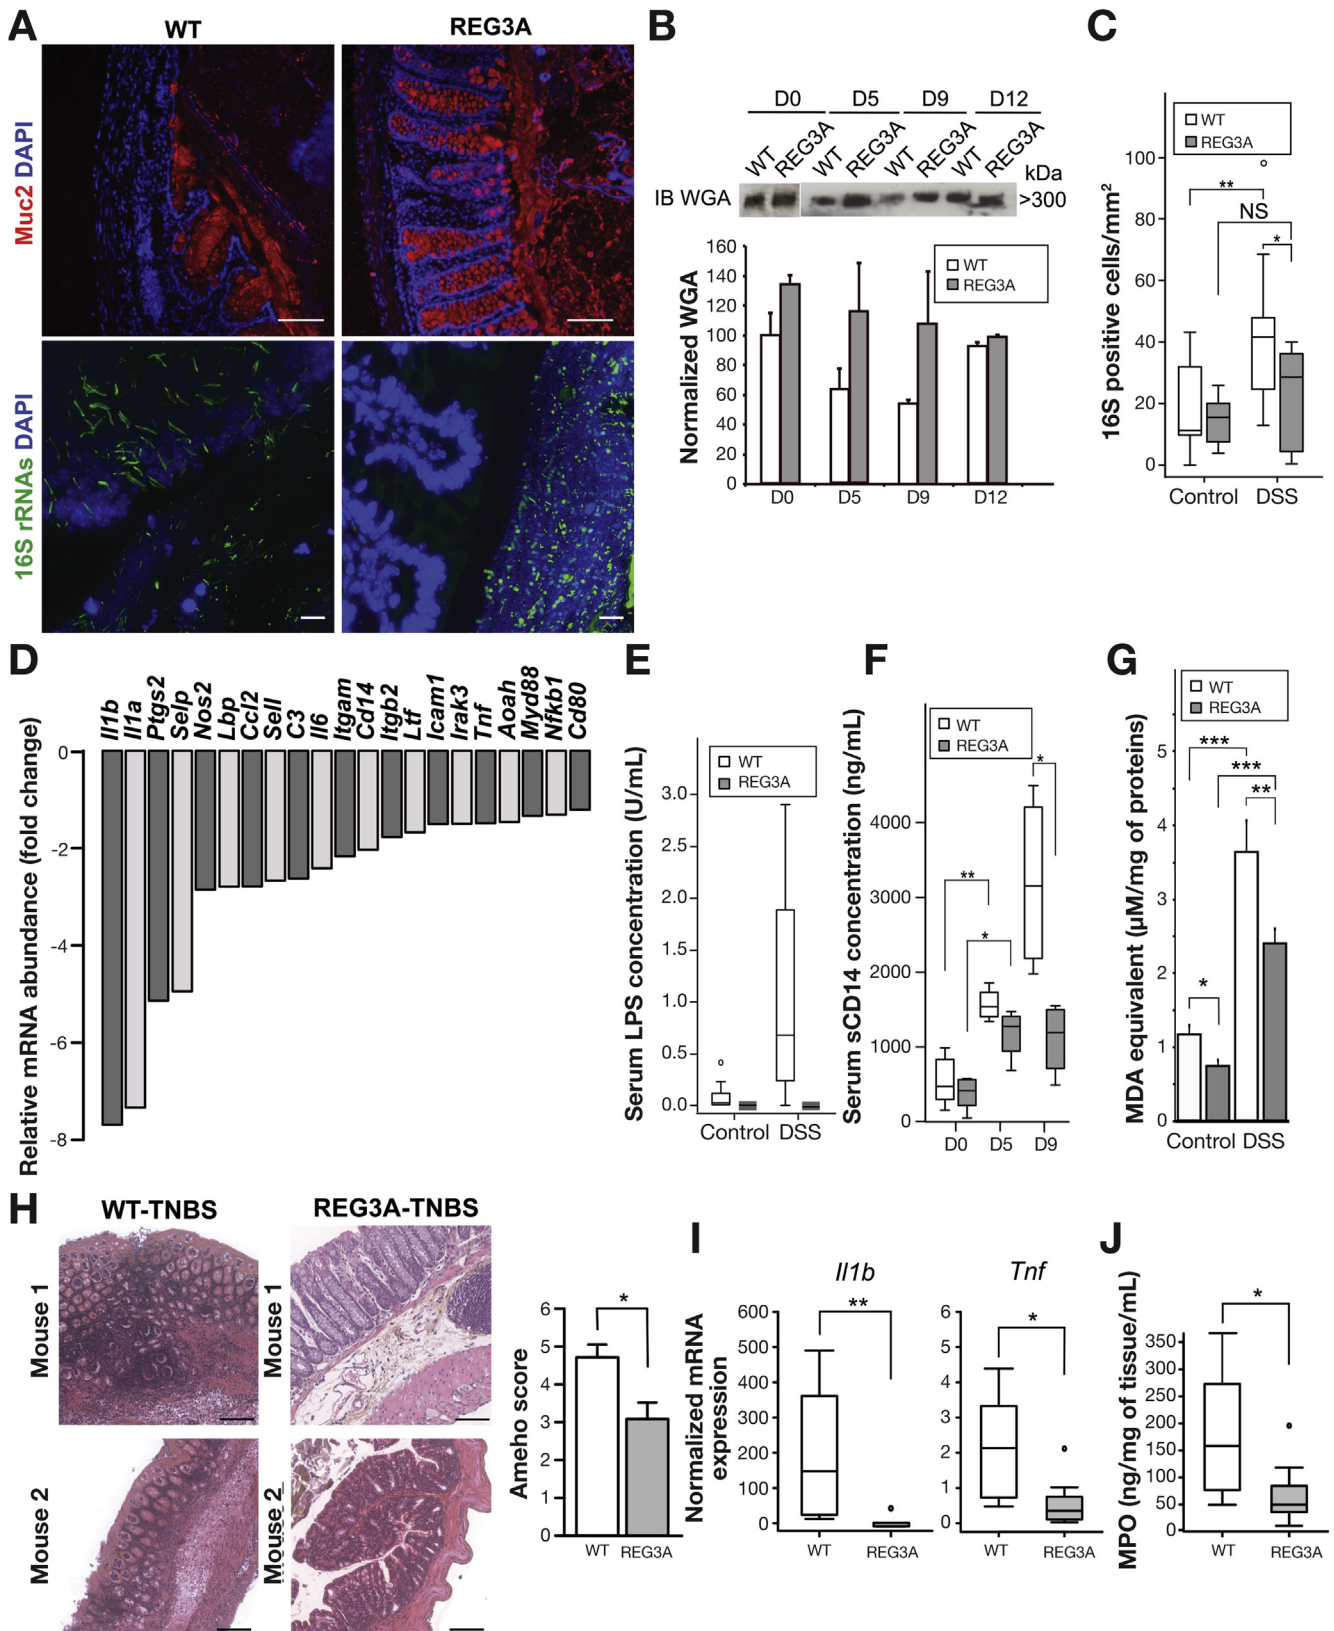 A
WT
REG3A
Muc2 DAPI
16S rRNAs DAPI
B
D0 D5 D9 D12
WT REG3A WT REG3A WT REG3A WT REG3A
kDa
IB WGA >300
Normalized WGA
160
140
120
100
80
60
40
20
0
WT
REG3A
D0 D5 D9 D12
C
16S positive cells/mm²
WT
REG3A
100
80
60
40
20
0
**
NS
*
Control DSS
D
Relative mRNA abundance (fold change)
Il1b Il1a Ptgs2 Selp Nos2 Lbp Ccl2 Sell C3 Il6 Itgam Cd14 Itgb2 Ltf Icam1 Irak3 Tnf Aoah Myd88 Nfkb1 Cd80
0
-2
-4
-6
-8
E
Serum LPS concentration (U/mL)
WT
REG3A
3.0
2.5
2.0
1.5
1.0
0.5
0.0
Control DSS
F
Serum sCD14 concentration (ng/mL)
WT
REG3A
4000
3000
2000
1000
0
**
*
*
D0 D5 D9
G
MDA equivalent (µM/mg of proteins)
WT
REG3A
5
4
3
2
1
0
***
***
**
*
Control DSS
H
WT-TNBS
REG3A-TNBS
Mouse 1
Mouse 1
Mouse 2
Mouse 2
Ameho score
6
5
4
3
2
1
0
*
WT REG3A
I
Il1b
Normalized mRNA
expression
600
500
400
300
200
100
0
**
WT REG3A
Tnf
6
5
4
3
2
1
0
*
WT REG3A
J
MPO (ng/mg of tissue/mL)
350
300
250
200
150
100
50
0
*
WT REG3A